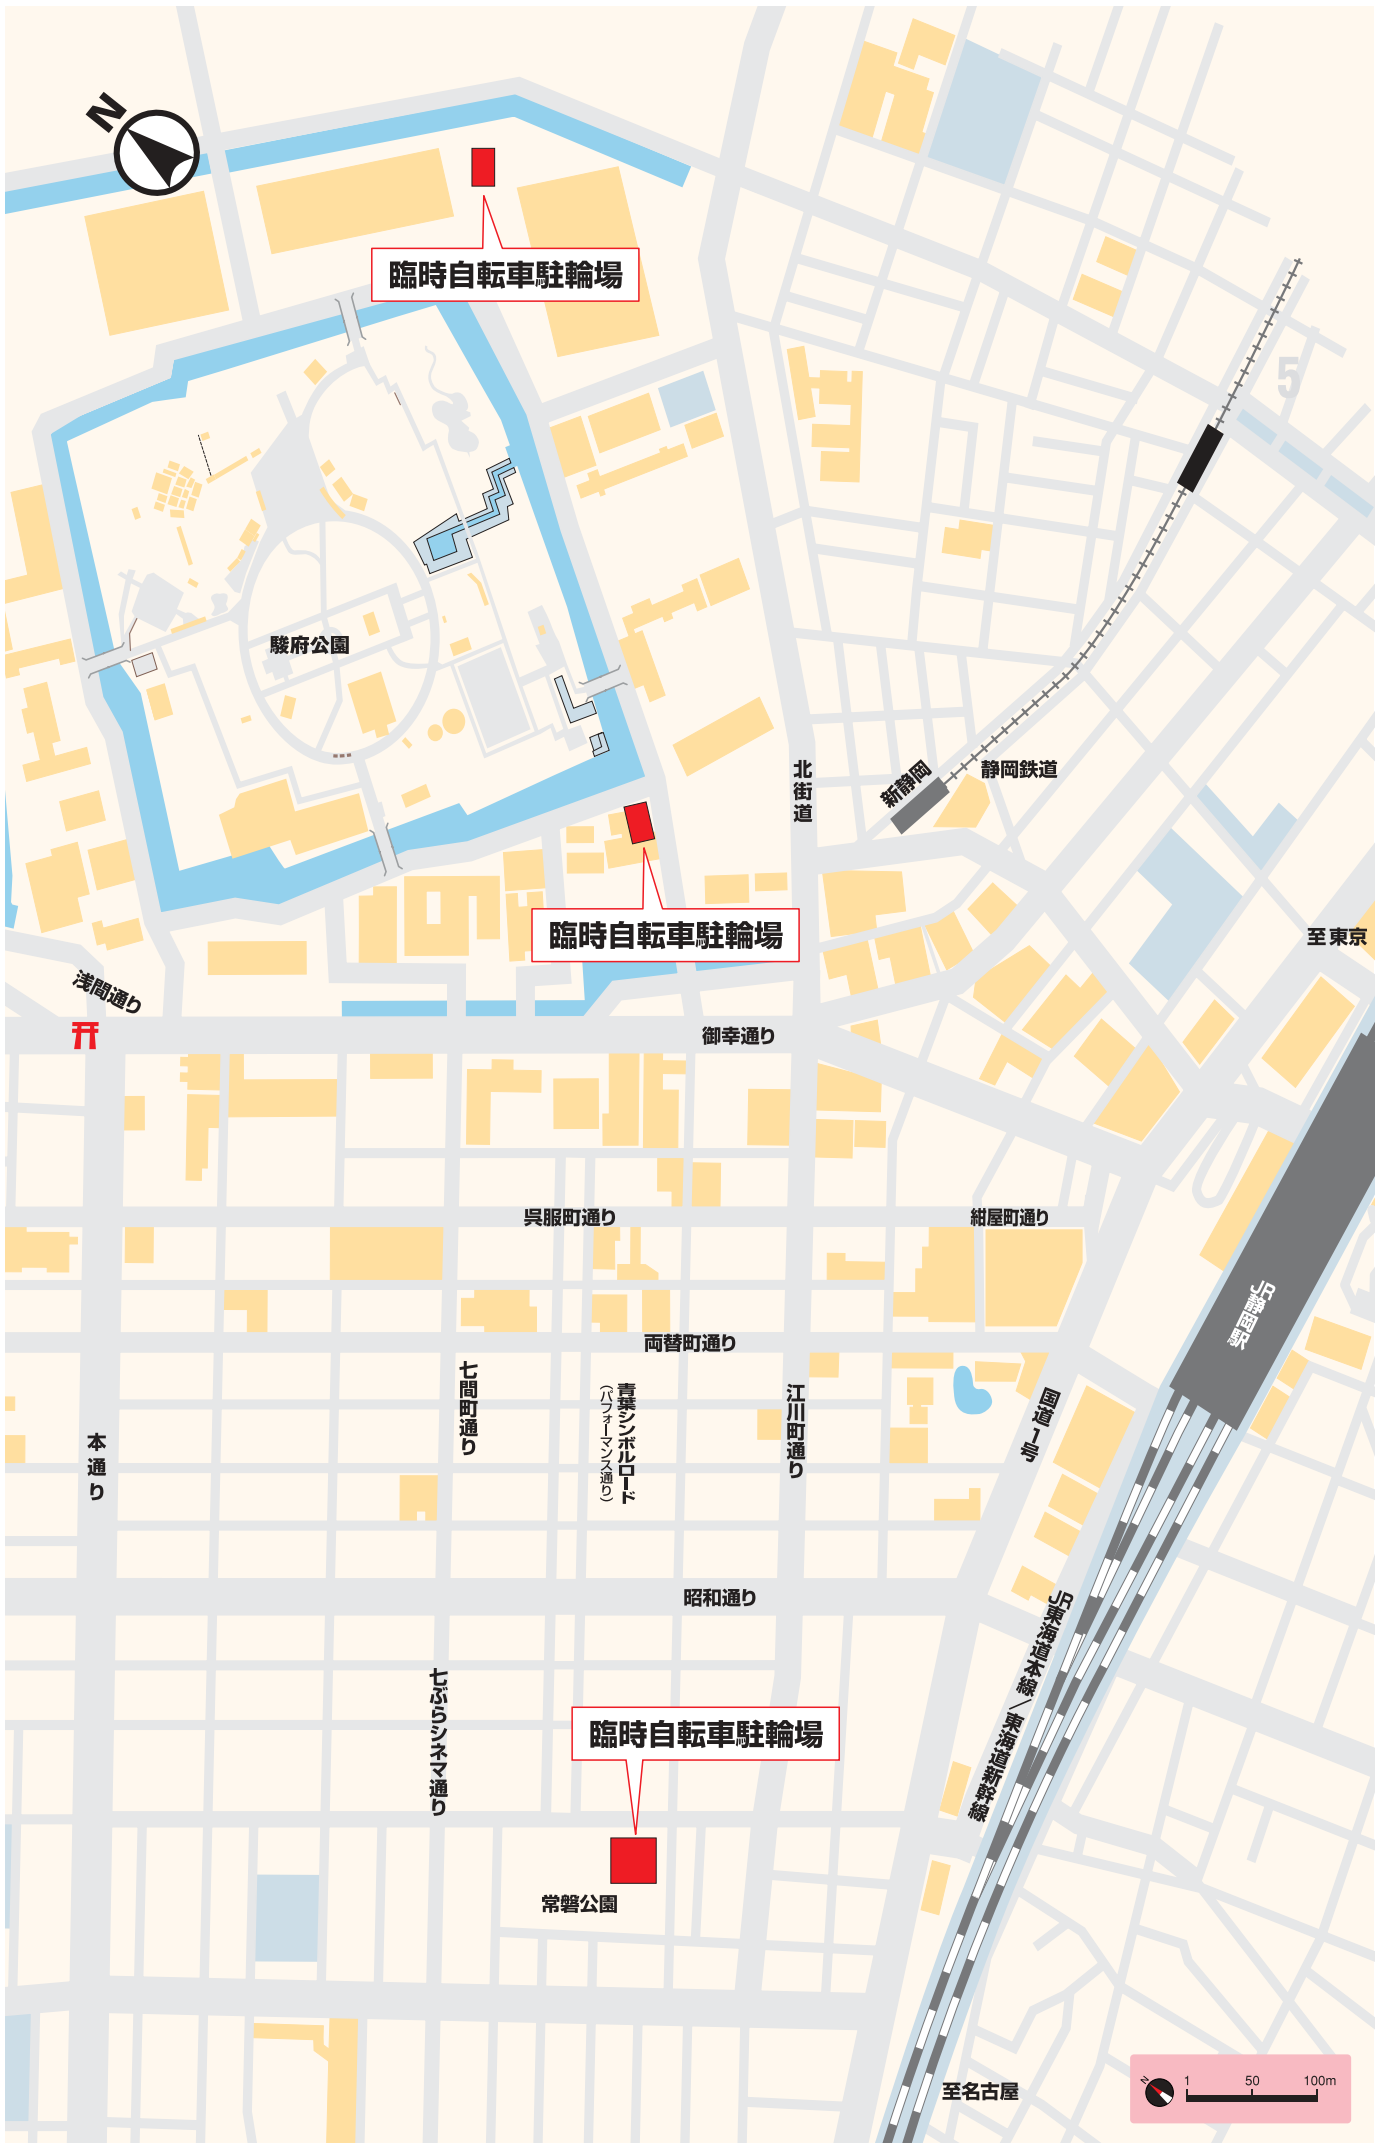 N
臨時自転車駐輪場
5
駿府公園
北街道
新静岡
静岡鉄道
臨時自転車駐輪場
至東京
浅間通り
御幸通り
呉服町通り
紺屋町通り
JR静岡駅
両替町通り
七間町通り
青葉シンボルロード
(パフォーマンス通り)
江川町通り
国道1号
本通り
昭和通り
JR東海道本線/東海道新幹線
七ぶらシネマ通り
臨時自転車駐輪場
常磐公園
至名古屋
N
1 50 100m